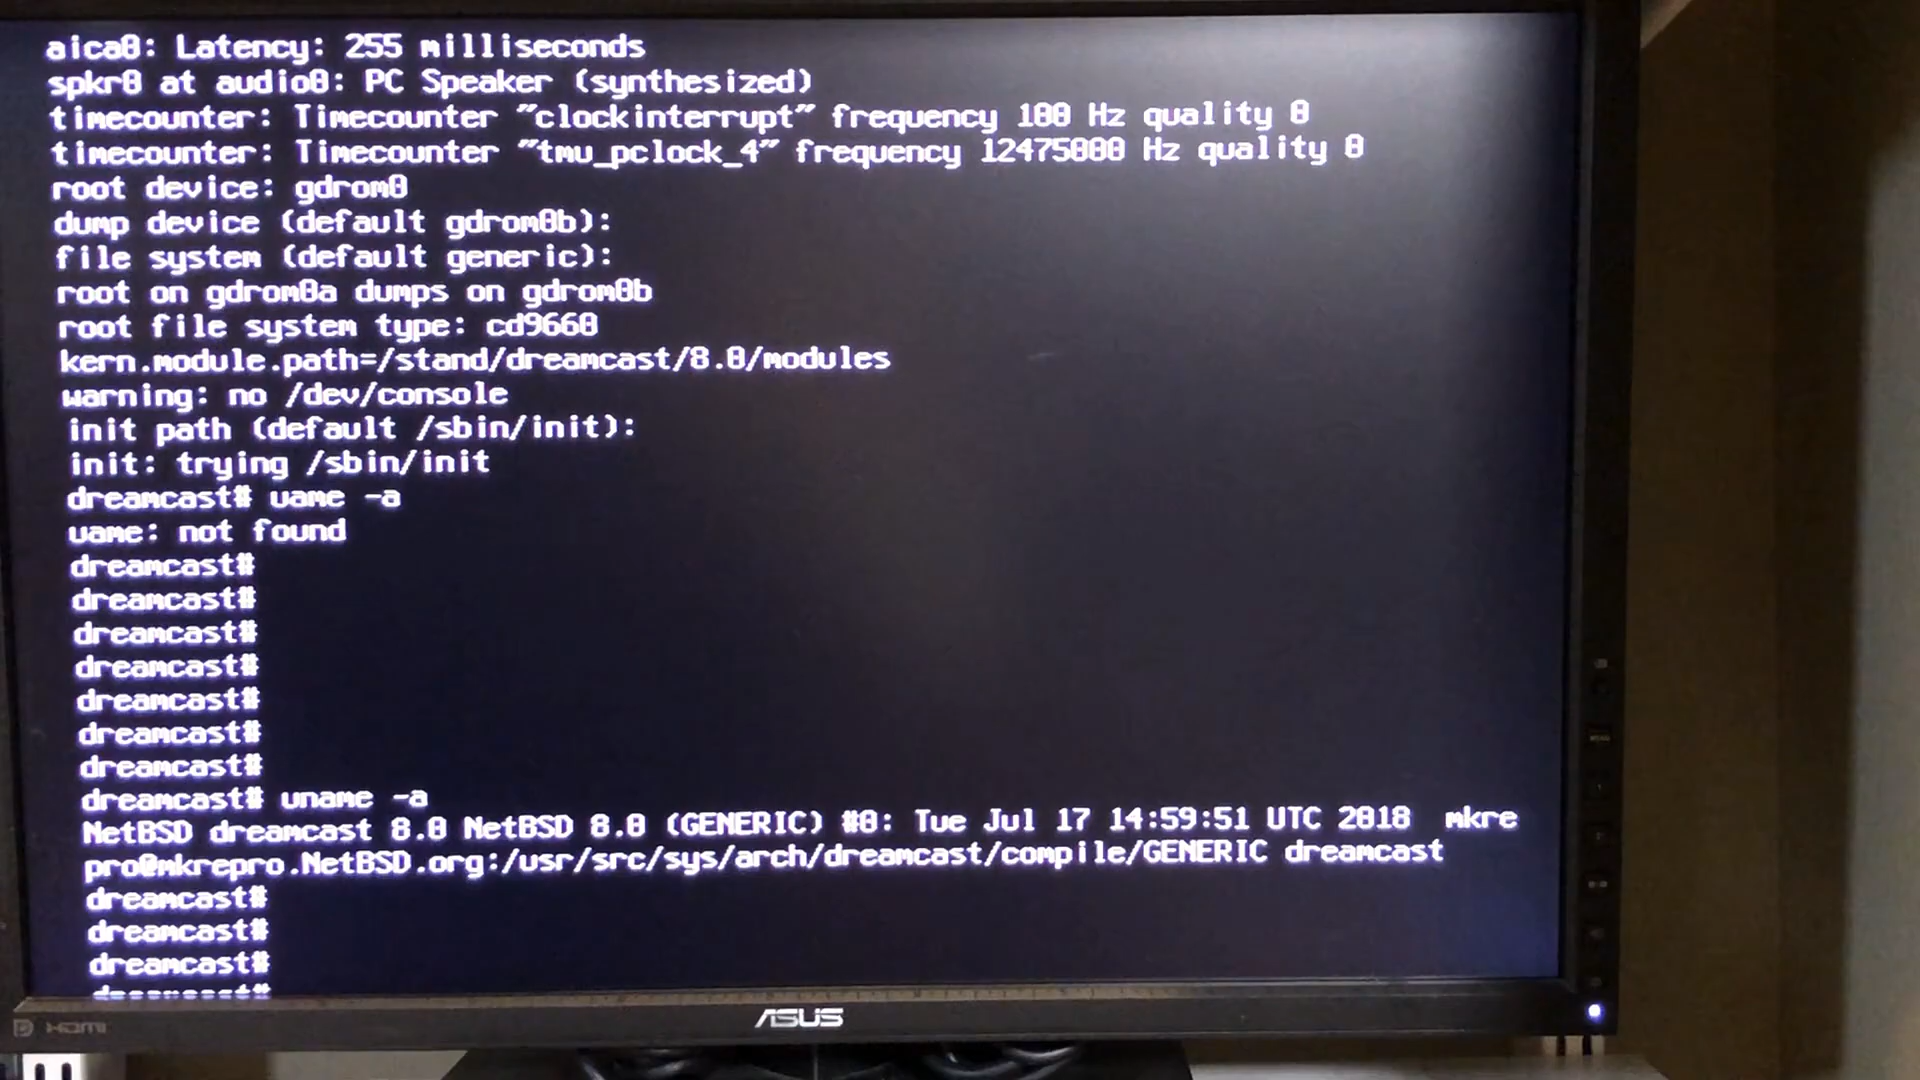 aica0: Latency: 255 milliseconds
spkr0 at audio0: PC Speaker (synthesized)
timecounter: Timecounter "clockinterrupt" frequency 100 Hz quality 0
timecounter: Timecounter "tmu_pclock_4" frequency 12475000 Hz quality 0
root device: gdrom0
dump device (default gdrom0b):
file system (default generic):
root on gdrom0a dumps on gdrom0b
root file system type: cd9660
kern.module.path=/stand/dreamcast/8.0/modules
warning: no /dev/console
init path (default /sbin/init):
init: trying /sbin/init
dreamcast# uame -a
uame: not found
dreamcast#
dreamcast#
dreamcast#
dreamcast#
dreamcast#
dreamcast#
dreamcast#
dreamcast# uname -a
NetBSD dreamcast 8.0 NetBSD 8.0 (GENERIC) #0: Tue Jul 17 14:59:51 UTC 2018  mkre
pro@mkrepro.NetBSD.org:/usr/src/sys/arch/dreamcast/compile/GENERIC dreamcast
dreamcast#
dreamcast#
dreamcast#
dreamcast#
HDMI
ASUS